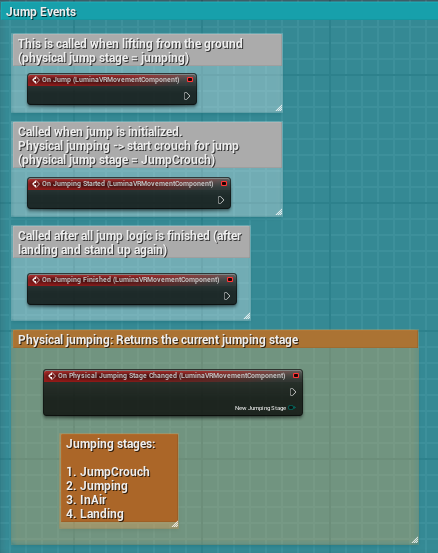 Jump Events
This is called when lifting from the ground
(physical jump stage = jumping)
On Jump (LuminaVRMovementComponent)
Called when jump is initialized.
Physical jumping -> start crouch for jump
(physical jump stage = JumpCrouch)
On Jumping Started (LuminaVRMovementComponent)
Called after all jump logic is finished (after
landing and stand up again)
On Jumping Finished (LuminaVRMovementComponent)
Physical jumping: Returns the current jumping stage
On Physical Jumping Stage Changed (LuminaVRMovementComponent)
New Jumping Stage
Jumping stages:
1. JumpCrouch
2. Jumping
3. InAir
4. Landing